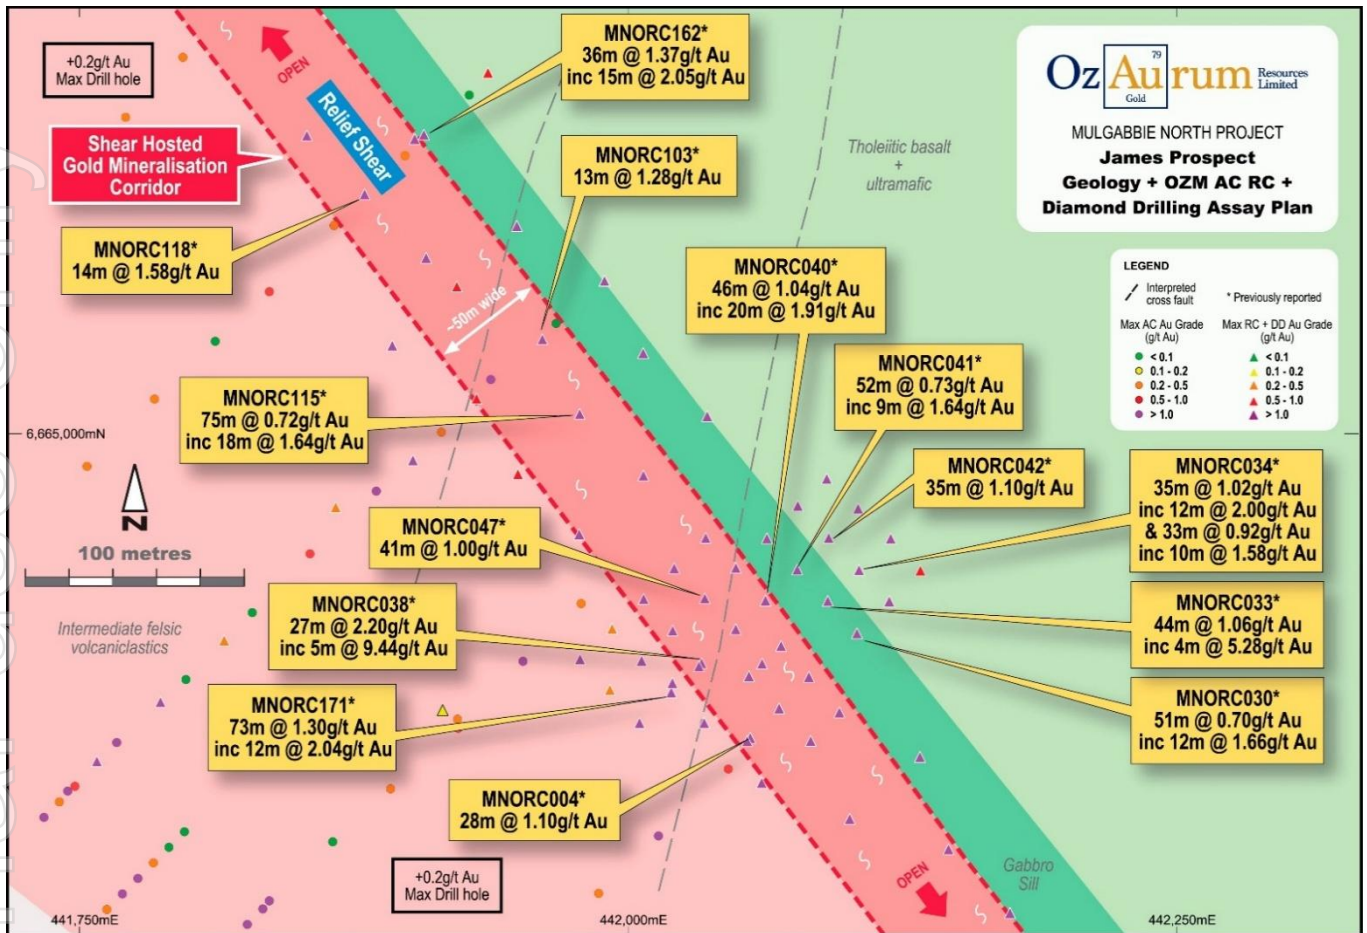 +0.2g/t Au
Max Drill hole
OPEN
Relief Shear
Shear Hosted
Gold Mineralisation
Corridor
MNORC162*
36m @ 1.37g/t Au
inc 15m @ 2.05g/t Au
MNORC103*
13m @ 1.28g/t Au
Tholeiitic basalt
+
ultramafic
79
Oz Au rum Resources
Limited
Gold
MULGABBIE NORTH PROJECT
James Prospect
Geology + OZM AC RC +
Diamond Drilling Assay Plan
MNORC118*
14m @ 1.58g/t Au
~50m wide
MNORC040*
46m @ 1.04g/t Au
inc 20m @ 1.91g/t Au
LEGEND
Interpreted
cross fault
* Previously reported
Max AC Au Grade
(g/t Au)
< 0.1
0.1 - 0.2
0.2 - 0.5
0.5 - 1.0
> 1.0
Max RC + DD Au Grade
(g/t Au)
< 0.1
0.1 - 0.2
0.2 - 0.5
0.5 - 1.0
> 1.0
MNORC041*
52m @ 0.73g/t Au
inc 9m @ 1.64g/t Au
MNORC115*
75m @ 0.72g/t Au
inc 18m @ 1.64g/t Au
6,665,000mN
MNORC042*
35m @ 1.10g/t Au
MNORC034*
35m @ 1.02g/t Au
inc 12m @ 2.00g/t Au
& 33m @ 0.92g/t Au
inc 10m @ 1.58g/t Au
N
100 metres
MNORC047*
41m @ 1.00g/t Au
MNORC038*
27m @ 2.20g/t Au
inc 5m @ 9.44g/t Au
MNORC033*
44m @ 1.06g/t Au
inc 4m @ 5.28g/t Au
Intermediate felsic
volcaniclastics
MNORC171*
73m @ 1.30g/t Au
inc 12m @ 2.04g/t Au
MNORC030*
51m @ 0.70g/t Au
inc 12m @ 1.66g/t Au
MNORC004*
28m @ 1.10g/t Au
+0.2g/t Au
Max Drill hole
OPEN
Gabbro
Sill
441,750mE
442,000mE
442,250mE